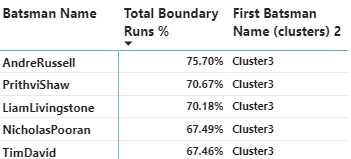 Batsman Name Total Boundary First Batsman
Runs % Name (clusters) 2
AndreRussell 75.70% Cluster3
PrithviShaw 70.67% Cluster3
LiamLivingstone 70.18% Cluster3
NicholasPooran 67.49% Cluster3
TimDavid 67.46% Cluster3